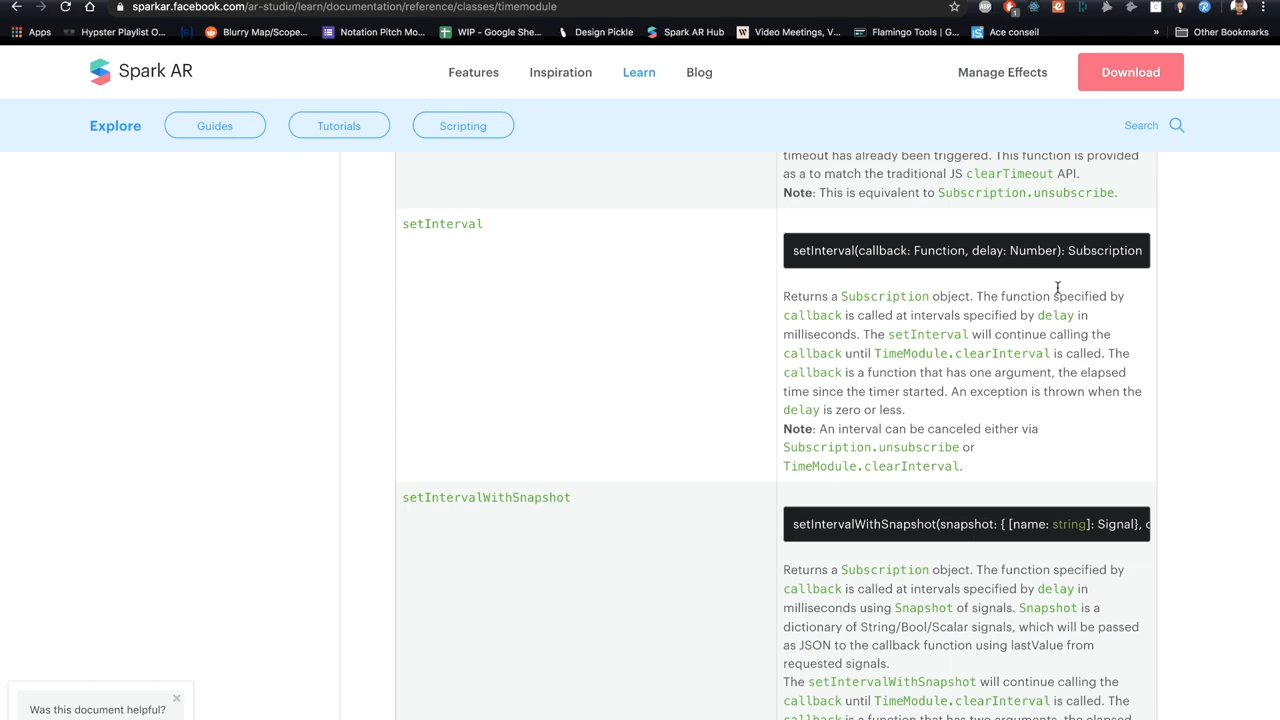 sparkar.facebook.com/ar-studio/learn/documentation/reference/classes/timemodule
Apps
Hypster Playlist O...
Blurry Map/Scope...
Notation Pitch Mo...
WIP - Google She...
Design Pickle
Spark AR Hub
Video Meetings, V...
Flamingo Tools | G...
Ace conseil
»
Other Bookmarks
Spark AR
Features
Inspiration
Learn
Blog
Manage Effects
Download
Explore
Guides
Tutorials
Scripting
Search
timeout has already been triggered. This function is provided
as a to match the traditional JS clearTimeout API.
Note: This is equivalent to Subscription.unsubscribe.
setInterval
setInterval(callback: Function, delay: Number): Subscription
Returns a Subscription object. The function specified by
callback is called at intervals specified by delay in
milliseconds. The setInterval will continue calling the
callback until TimeModule.clearInterval is called. The
callback is a function that has one argument, the elapsed
time since the timer started. An exception is thrown when the
delay is zero or less.
Note: An interval can be canceled either via
Subscription.unsubscribe or
TimeModule.clearInterval.
setIntervalWithSnapshot
setIntervalWithSnapshot(snapshot: { [name: string]: Signal}, c
Returns a Subscription object. The function specified by
callback is called at intervals specified by delay in
milliseconds using Snapshot of signals. Snapshot is a
dictionary of String/Bool/Scalar signals, which will be passed
as JSON to the callback function using lastValue from
requested signals.
The setIntervalWithSnapshot will continue calling the
callback until TimeModule.clearInterval is called. The
callback is a function that has two arguments, the elapsed
Was this document helpful?